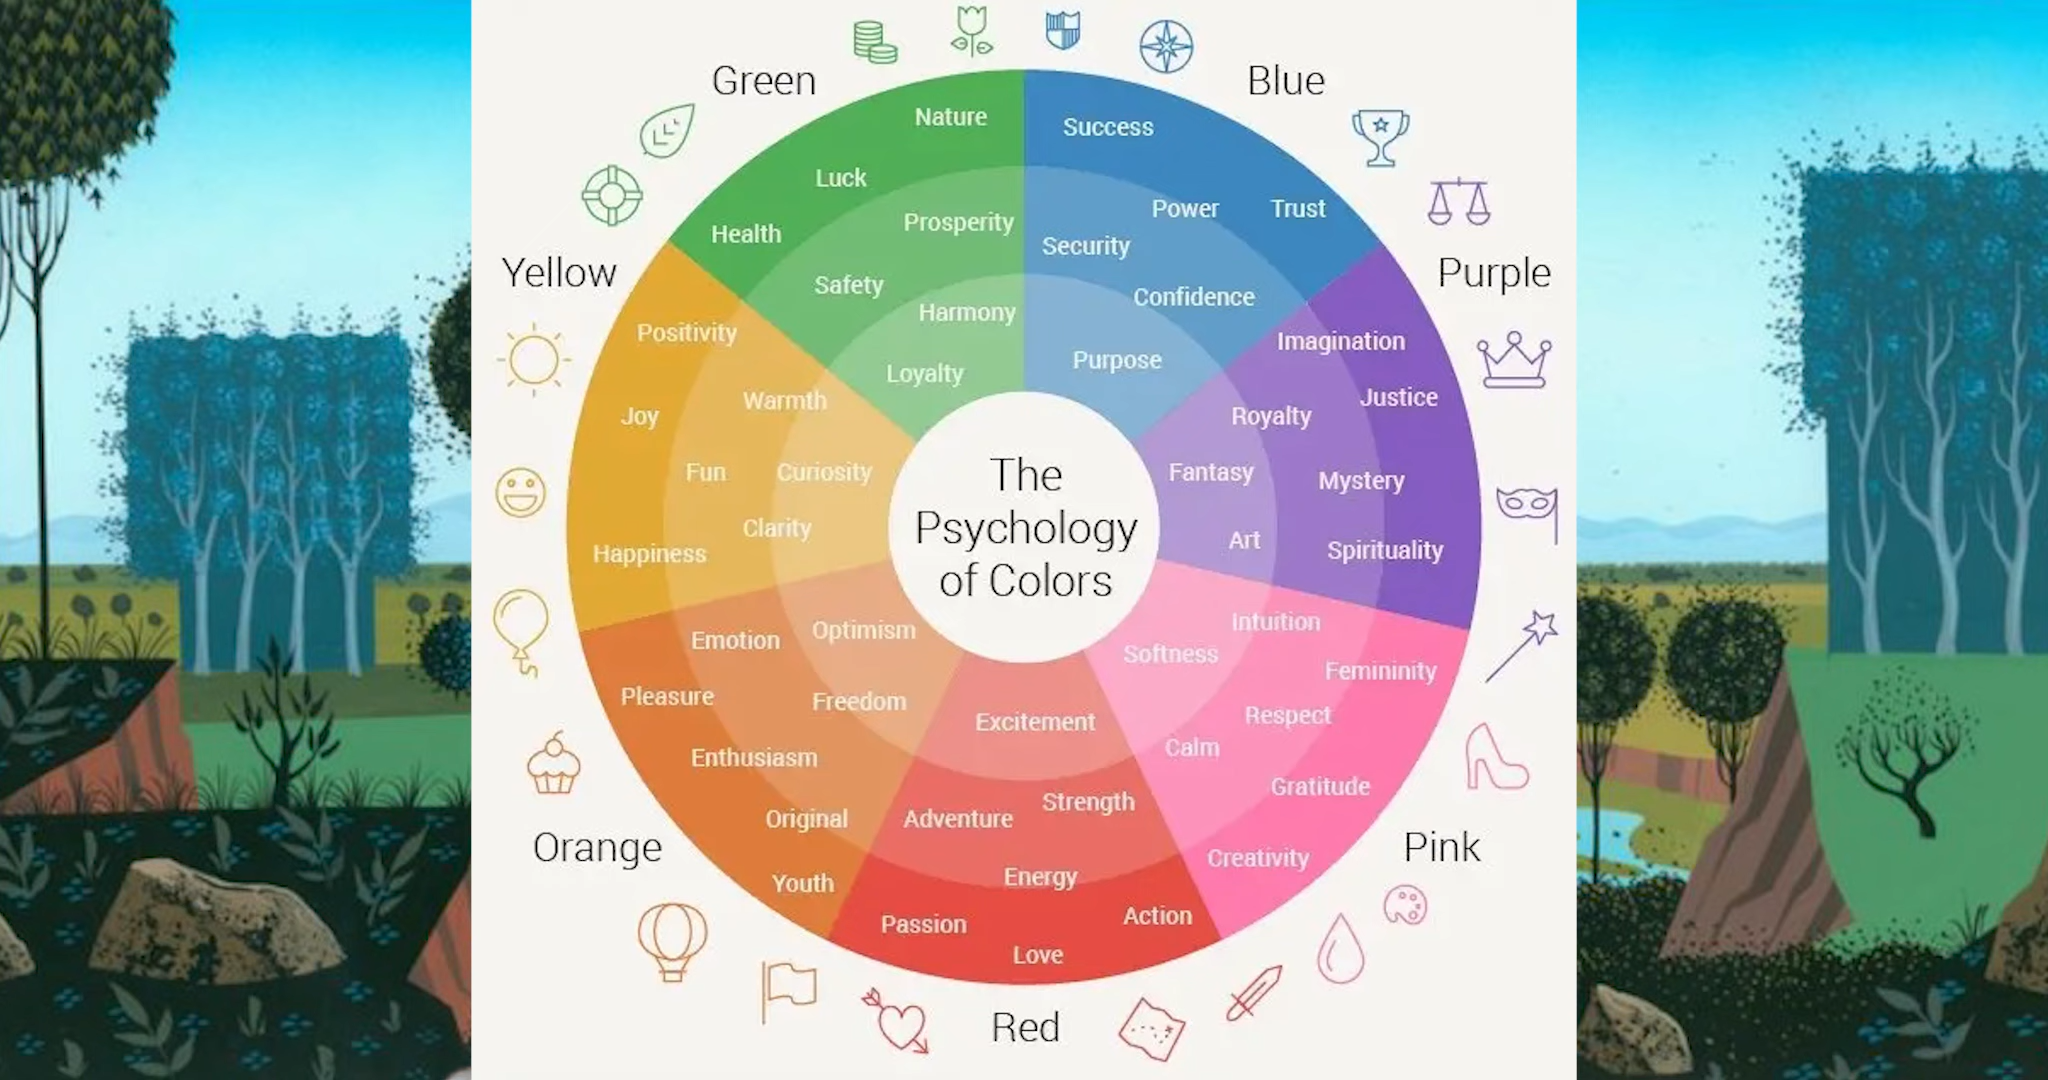 Green
Blue
Nature
Success
Luck
Power
Trust
Health
Prosperity
Security
Yellow
Purple
Safety
Confidence
Harmony
Positivity
Imagination
Loyalty
Purpose
Warmth
Justice
Joy
Royalty
Fun
Curiosity
Fantasy
Mystery
The
Psychology
of Colors
Clarity
Art
Happiness
Spirituality
Emotion
Optimism
Intuition
Softness
Femininity
Pleasure
Freedom
Excitement
Respect
Calm
Enthusiasm
Gratitude
Original
Adventure
Strength
Orange
Pink
Creativity
Youth
Energy
Passion
Action
Love
Red